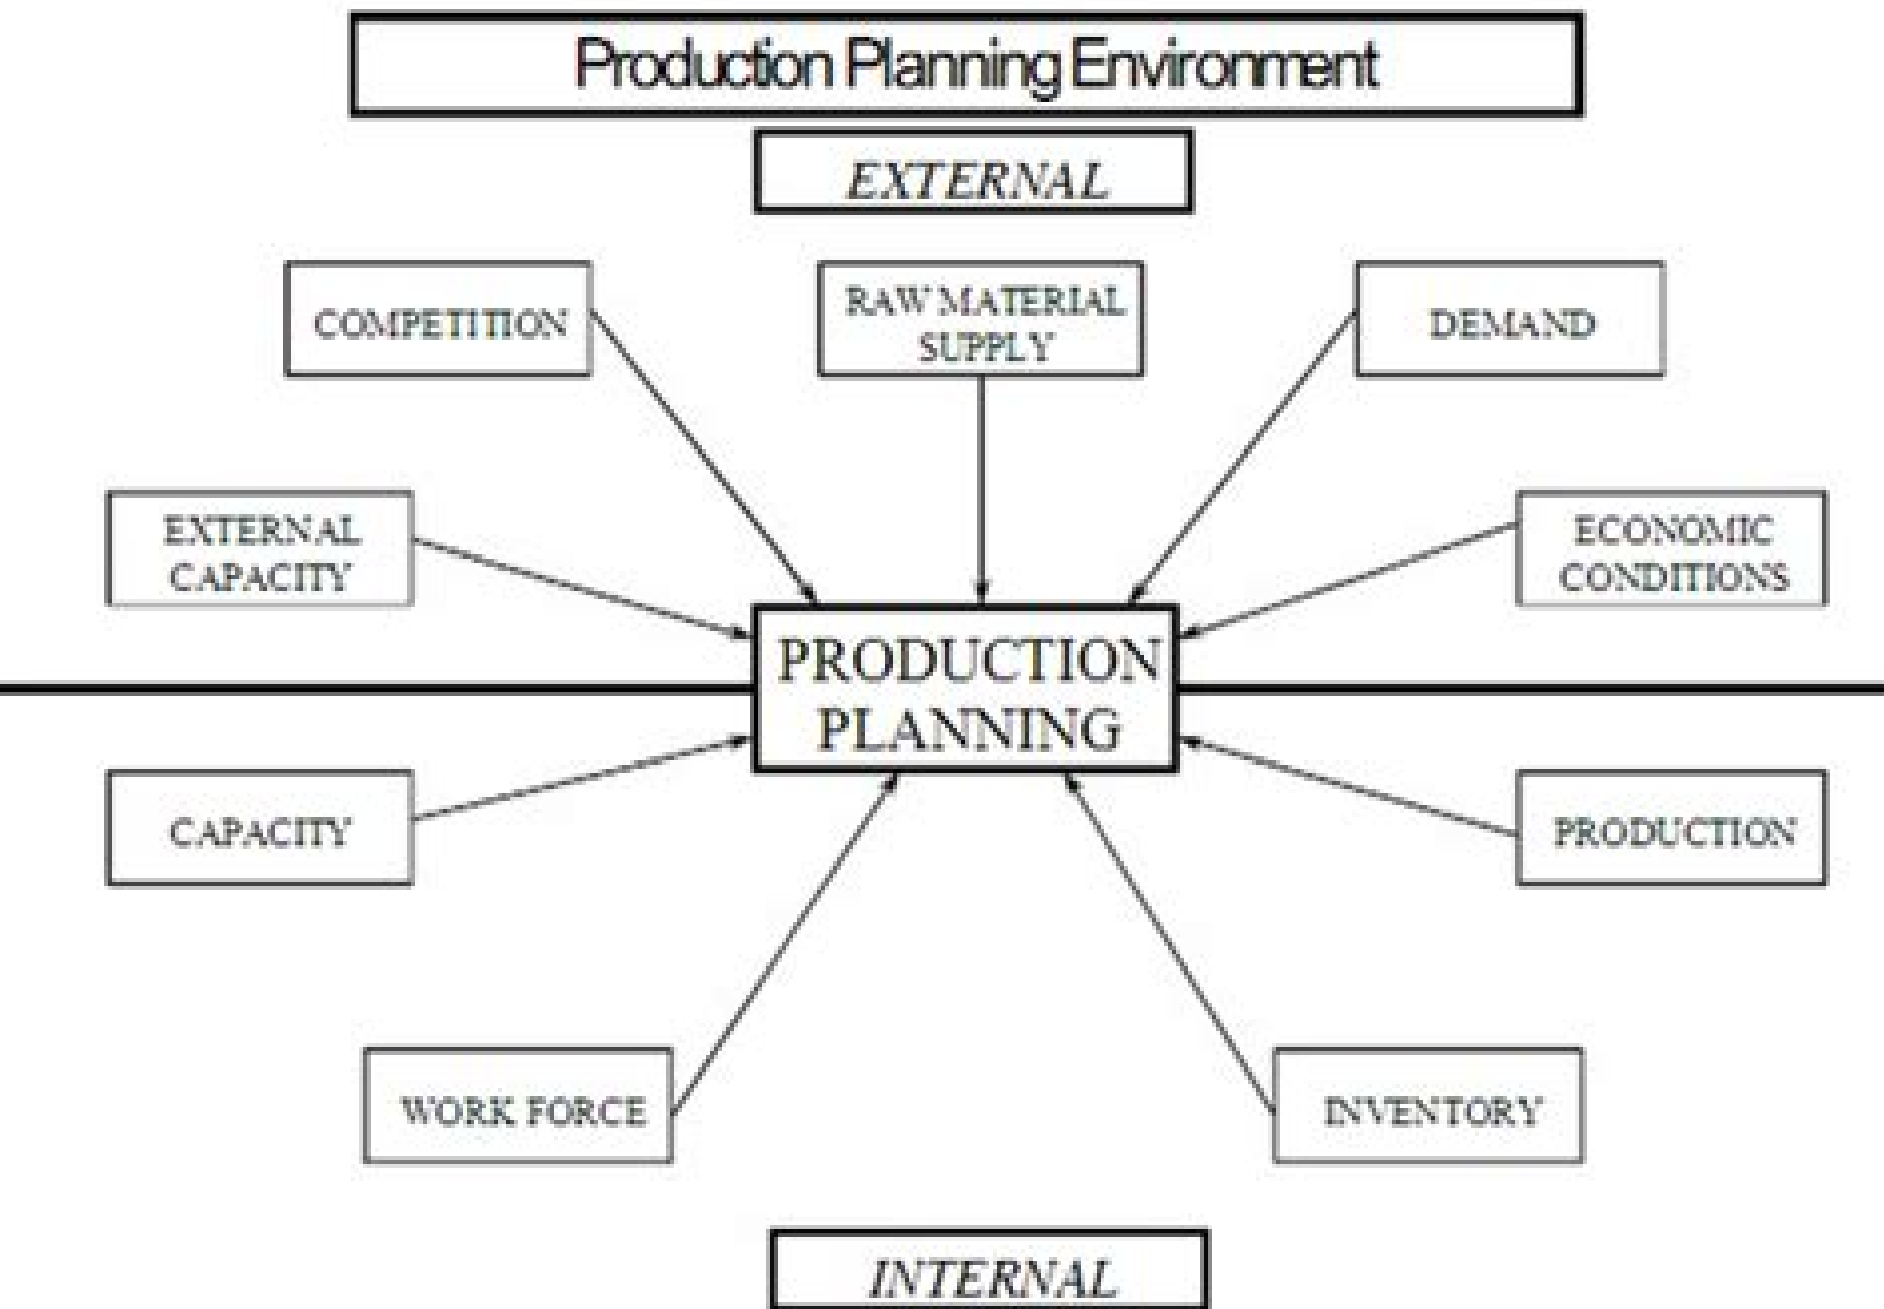 Production Planning Environment
EXTERNAL
COMPETITION
RAW MATERIAL
SUPPLY
DEMAND
EXTERNAL
CAPACITY
ECONOMIC
CONDITIONS
PRODUCTION
PLANNING
CAPACITY
PRODUCTION
WORK FORCE
INVENTORY
INTERNAL